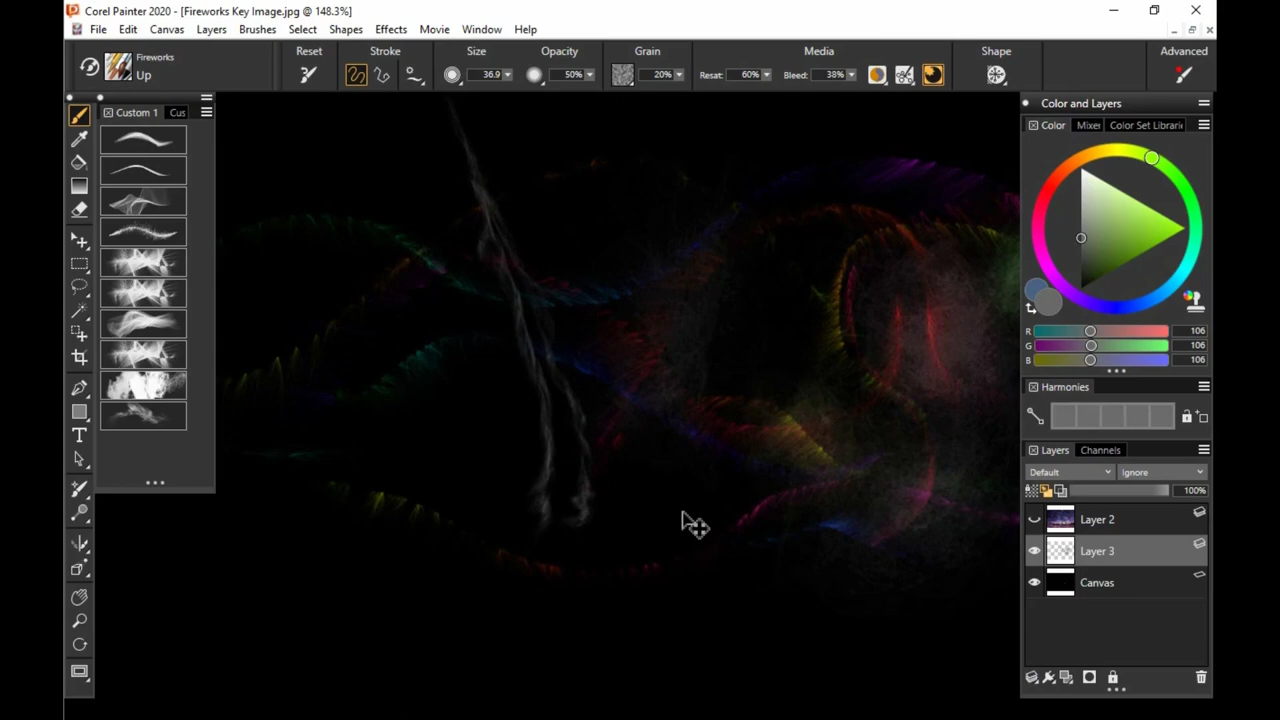 Corel Painter 2020 - [Fireworks Key Image.jpg @ 148.3%]
File Edit Canvas Layers Brushes Select Shapes Effects Movie Window Help
Fireworks
Up
Reset Stroke Size Opacity Grain Media Shape Advanced
36.9 50% 20% Resat: 60% Bleed: 38%
Custom 1 Cus
Color and Layers
Color Mixer Color Set Librari
R 106
G 106
B 106
Harmonies
Layers Channels
Default Ignore
100%
Layer 2
Layer 3
Canvas
T